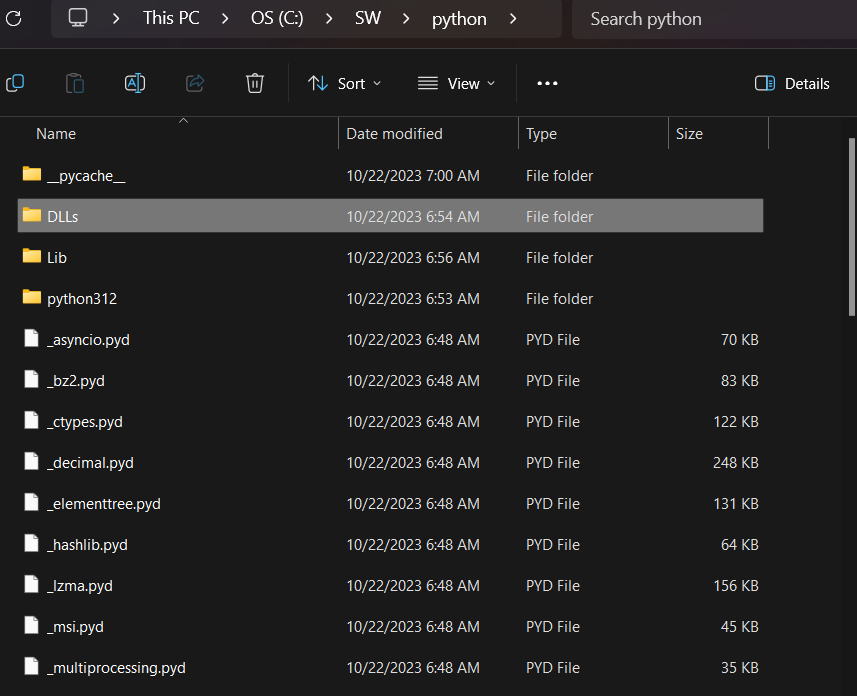 This PC > OS (C:) > SW > python > Search python
Sort View ••• Details
Name Date modified Type Size
__pycache__ 10/22/2023 7:00 AM File folder
DLLs 10/22/2023 6:54 AM File folder
Lib 10/22/2023 6:56 AM File folder
python312 10/22/2023 6:53 AM File folder
_asyncio.pyd 10/22/2023 6:48 AM PYD File 70 KB
_bz2.pyd 10/22/2023 6:48 AM PYD File 83 KB
_ctypes.pyd 10/22/2023 6:48 AM PYD File 122 KB
_decimal.pyd 10/22/2023 6:48 AM PYD File 248 KB
_elementtree.pyd 10/22/2023 6:48 AM PYD File 131 KB
_hashlib.pyd 10/22/2023 6:48 AM PYD File 64 KB
_lzma.pyd 10/22/2023 6:48 AM PYD File 156 KB
_msi.pyd 10/22/2023 6:48 AM PYD File 45 KB
_multiprocessing.pyd 10/22/2023 6:48 AM PYD File 35 KB